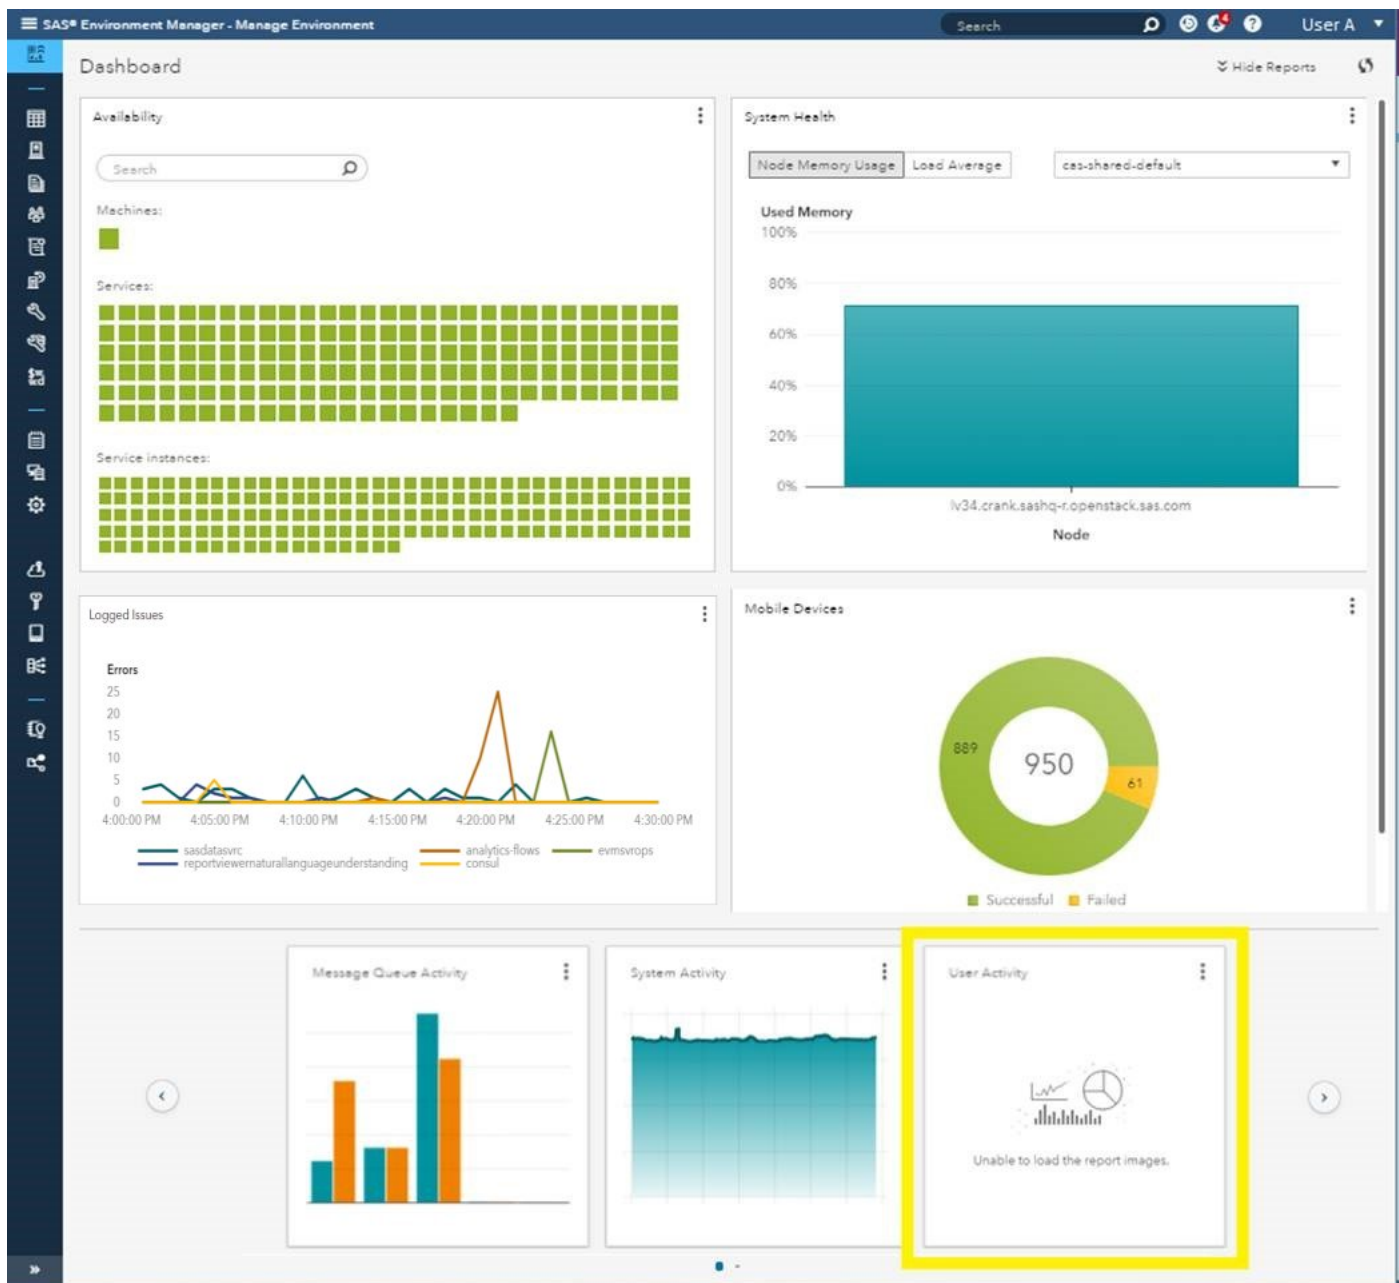 SAS® Environment Manager - Manage Environment
Search
4
?
User A
Dashboard
Hide Reports
Availability
Search
Machines:
Services:
Service instances:
System Health
Node Memory Usage
Load Average
cas-shared-default
Used Memory
100%
80%
60%
40%
20%
0%
lv34.crank.sashq-r.openstack.sas.com
Node
Logged Issues
Errors
25
20
15
10
5
0
4:00:00 PM 4:05:00 PM 4:10:00 PM 4:15:00 PM 4:20:00 PM 4:25:00 PM 4:30:00 PM
sasdatasvrc analytics-flows evmsvrops
reportviewernaturallanguageunderstanding consul
Mobile Devices
889
950
61
Successful Failed
Message Queue Activity
System Activity
User Activity
Unable to load the report images.